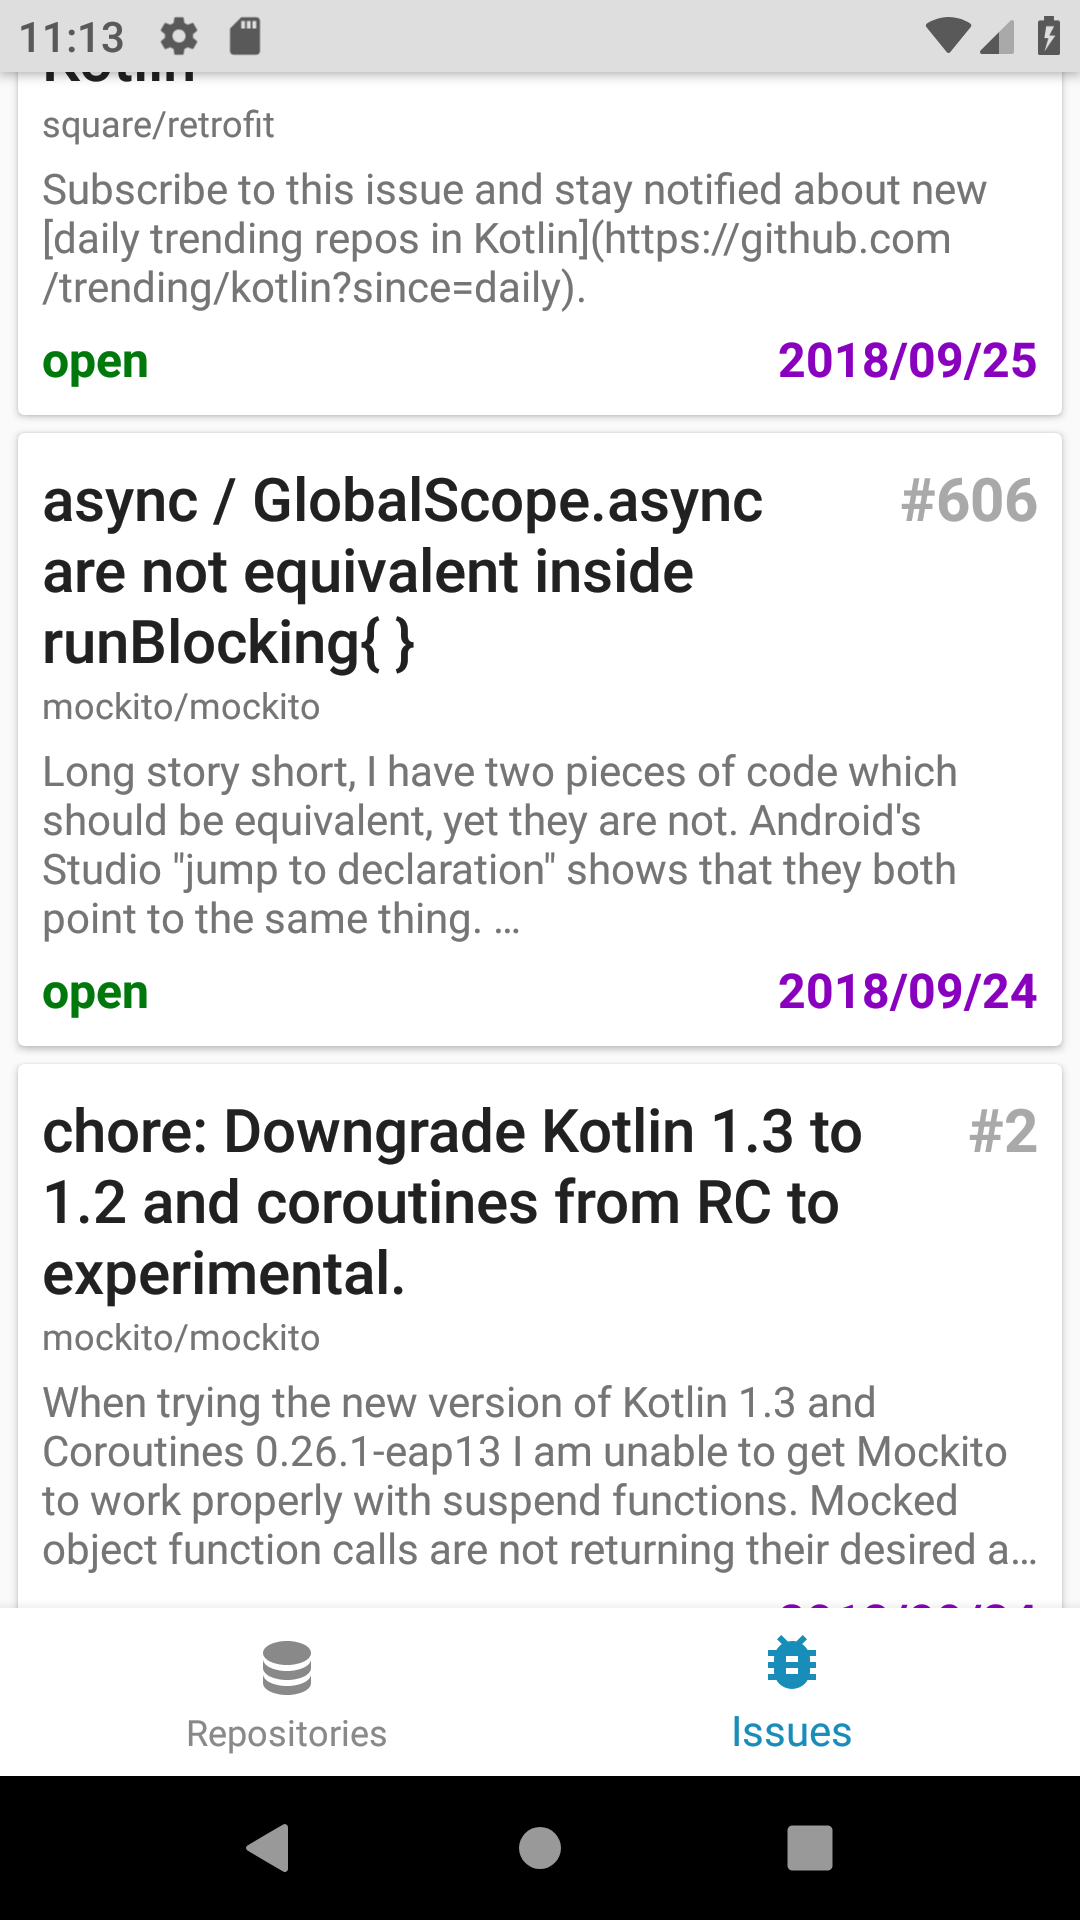 11:13
Kotlin
square/retrofit
Subscribe to this issue and stay notified about new
[daily trending repos in Kotlin](https://github.com
/trending/kotlin?since=daily).
open 2018/09/25
async / GlobalScope.async #606
are not equivalent inside
runBlocking{ }
mockito/mockito
Long story short, I have two pieces of code which
should be equivalent, yet they are not. Android's
Studio "jump to declaration" shows that they both
point to the same thing. …
open 2018/09/24
chore: Downgrade Kotlin 1.3 to #2
1.2 and coroutines from RC to
experimental.
mockito/mockito
When trying the new version of Kotlin 1.3 and
Coroutines 0.26.1-eap13 I am unable to get Mockito
to work properly with suspend functions. Mocked
object function calls are not returning their desired a…
Repositories Issues